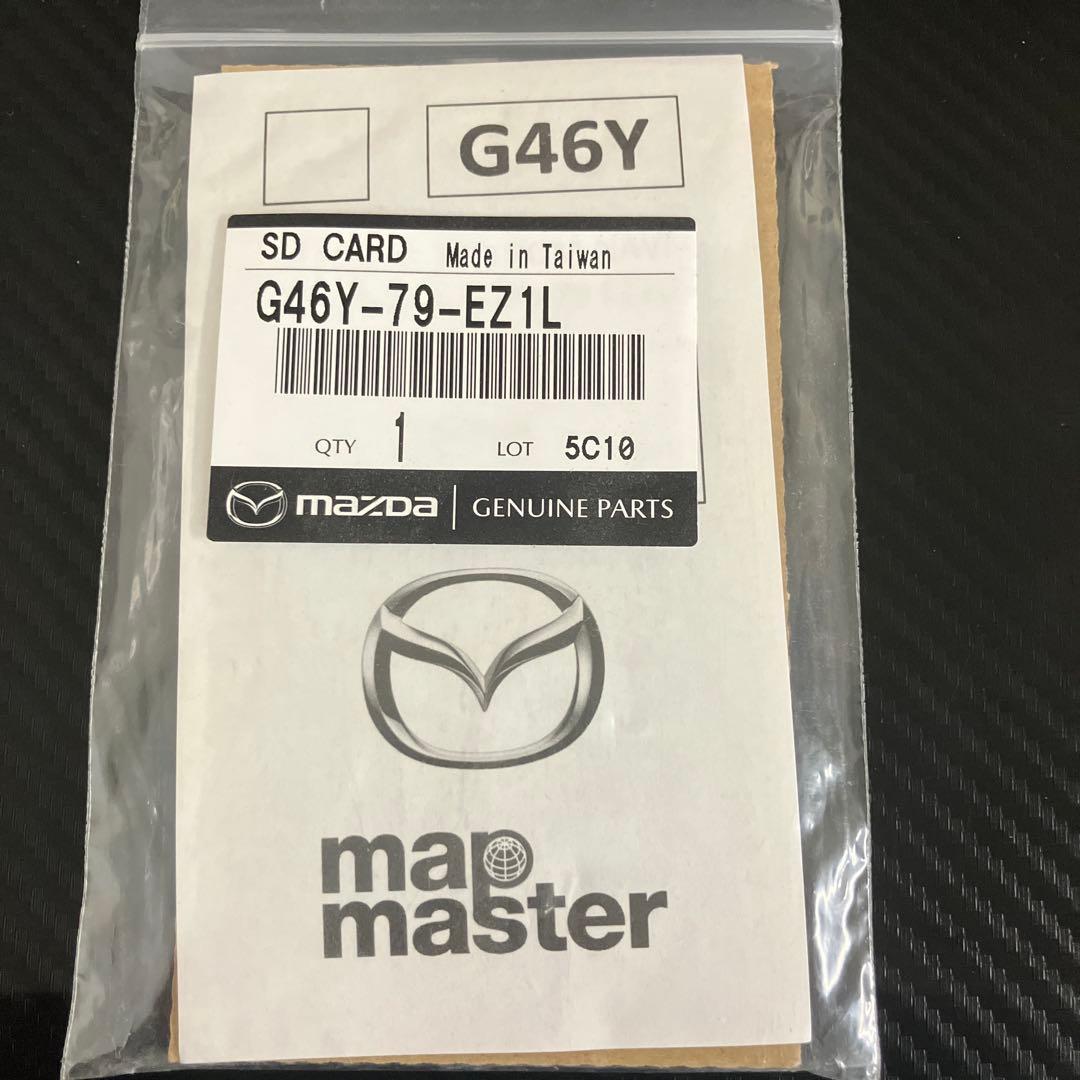 G46Y
SD CARD Made in Taiwan
G46Y-79-EZ1L
QTY 1 LOT 5C10
mazda GENUINE PARTS
map
master